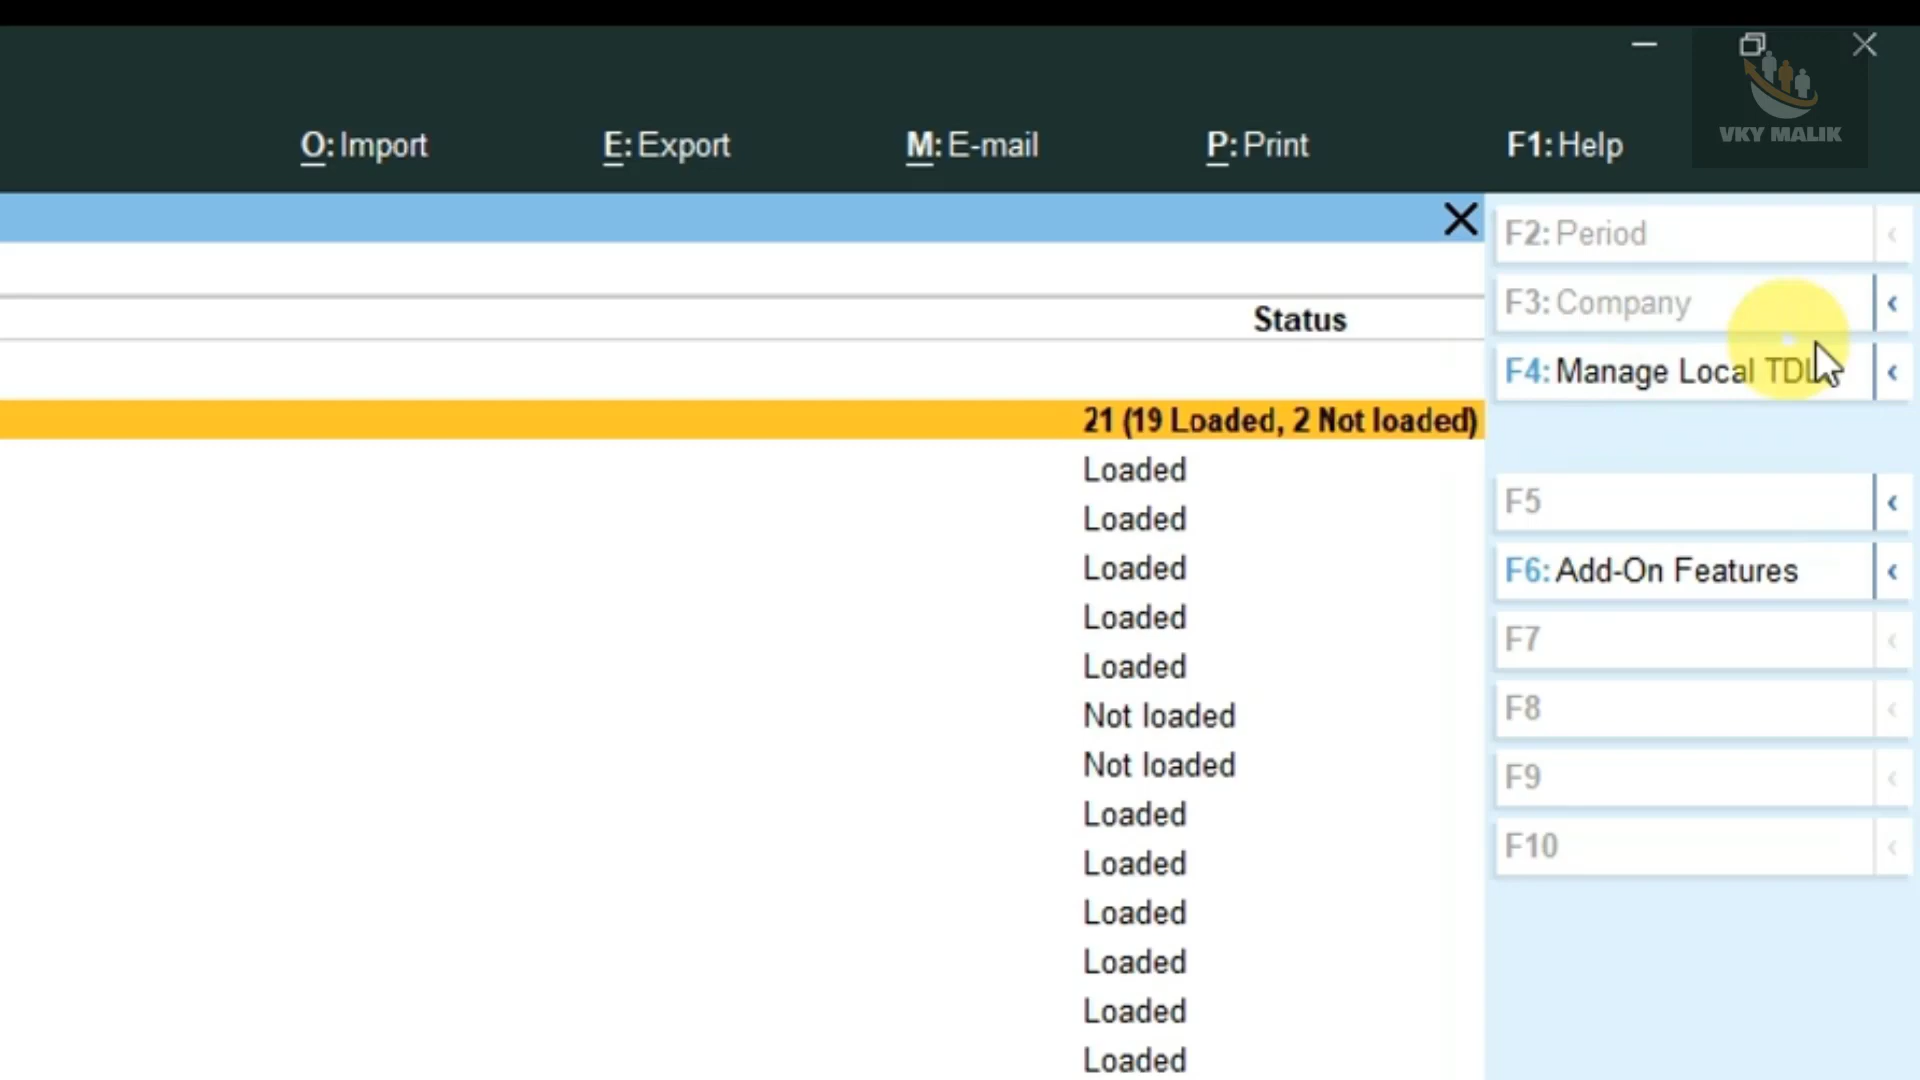 VKY MALIK
O: Import E: Export M: E-mail P: Print F1: Help
F2: Period
F3: Company
Status
F4: Manage Local TDL
21 (19 Loaded, 2 Not loaded)
Loaded
F5
Loaded
Loaded
F6: Add-On Features
Loaded
F7
Loaded
Not loaded
F8
Not loaded
F9
Loaded
F10
Loaded
Loaded
Loaded
Loaded
Loaded